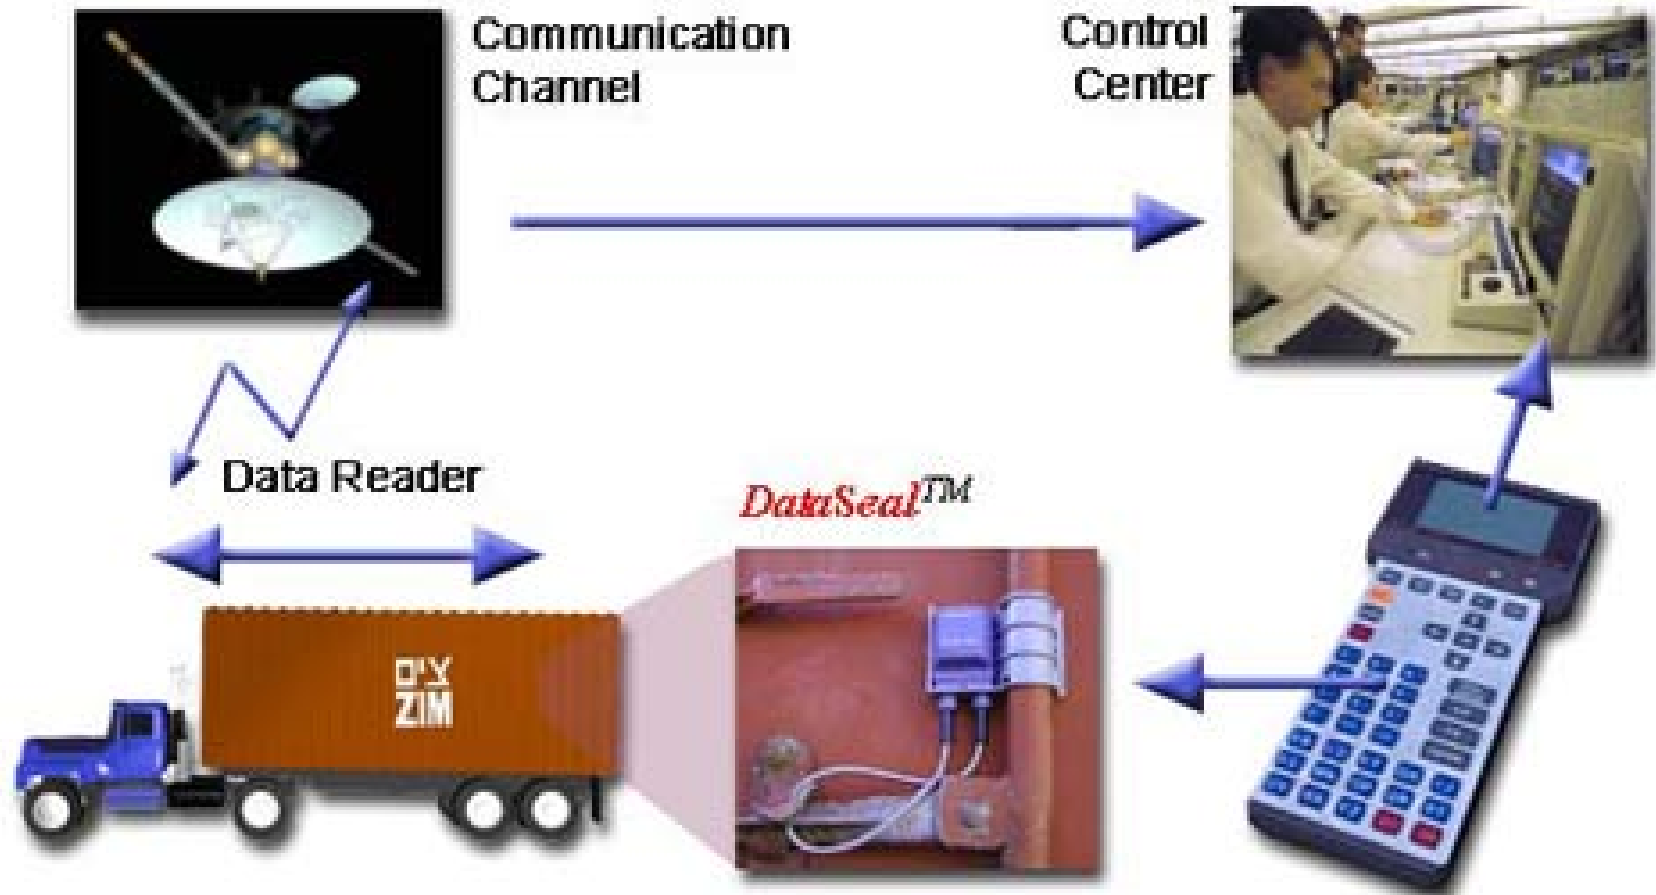 Communication
Channel
Control
Center
Data Reader
DataSeal™
צים
ZIM